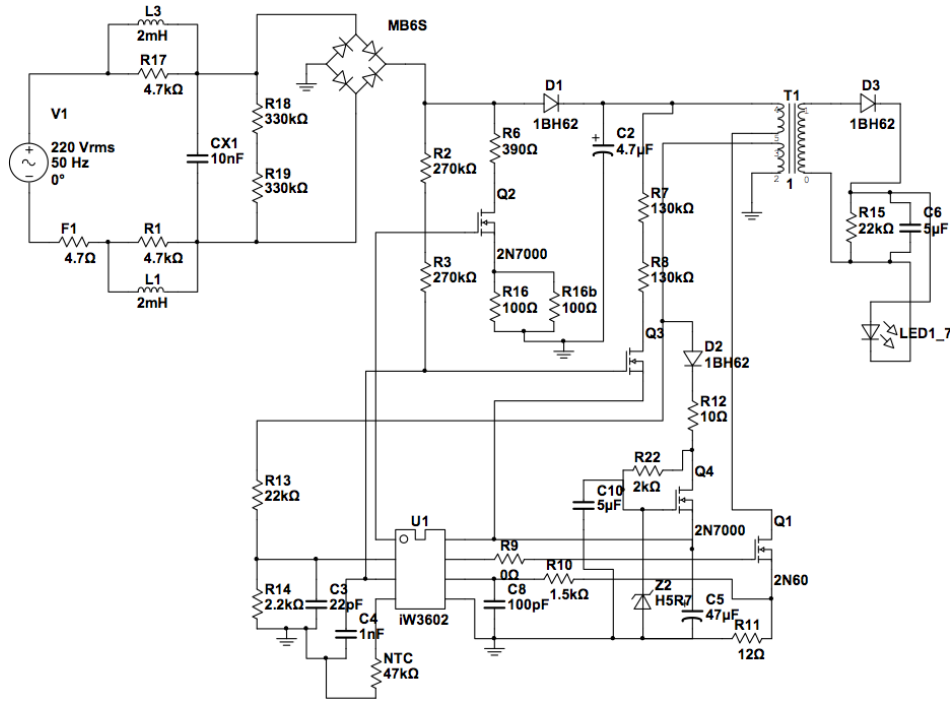 L3
2mH
R17
4.7kΩ
V1
220 Vrms
50 Hz
0°
F1
4.7Ω
R1
4.7kΩ
L1
2mH
CX1
10nF
R18
330kΩ
R19
330kΩ
MB6S
R2
270kΩ
R3
270kΩ
R6
390Ω
Q2
2N7000
R16
100Ω
R16b
100Ω
D1
1BH62
+
C2
4.7µF
R7
130kΩ
R8
130kΩ
Q3
D2
1BH62
R12
10Ω
T1
4
5
3
2
1
0
1
D3
1BH62
R15
22kΩ
C6
5µF
LED1_7
R13
22kΩ
R14
2.2kΩ
C3
22pF
C4
1nF
NTC
47kΩ
U1
iW3602
R9
0Ω
R10
1.5kΩ
C8
100pF
C10
5µF
R22
2kΩ
Q4
2N7000
Z2
H5R7
+
C5
47µF
Q1
2N60
R11
12Ω